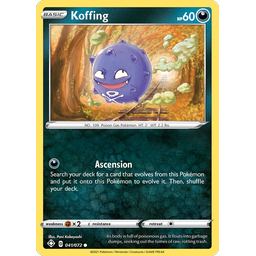 BASIC
Koffing
HP60
NO. 109 Poison Gas Pokémon HT: 2' WT: 2.2 lbs.
Ascension
Search your deck for a card that evolves from this Pokémon
and put it onto this Pokémon to evolve it. Then, shuffle
your deck.
weakness ×2 resistance retreat
Illus.
Its body is full of poisonous gas. It floats into garbage
dumps, seeking out the fumes of raw, rotting trash.
041/072
©2021 Pokémon / Nintendo / Creatures / GAME FREAK